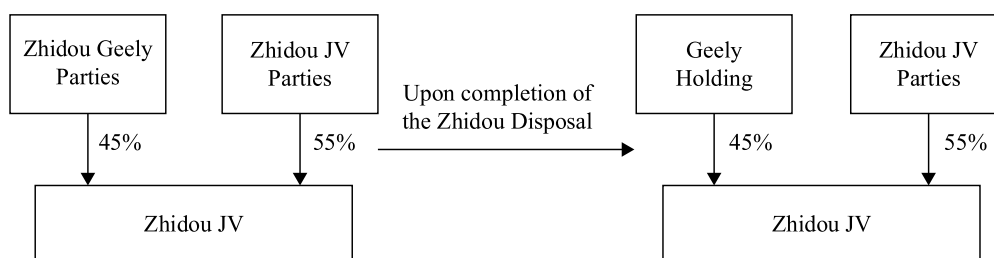 Zhidou Geely
Parties
Zhidou JV
Parties
45%
55%
Zhidou JV
Upon completion of
the Zhidou Disposal
Geely
Holding
Zhidou JV
Parties
45%
55%
Zhidou JV